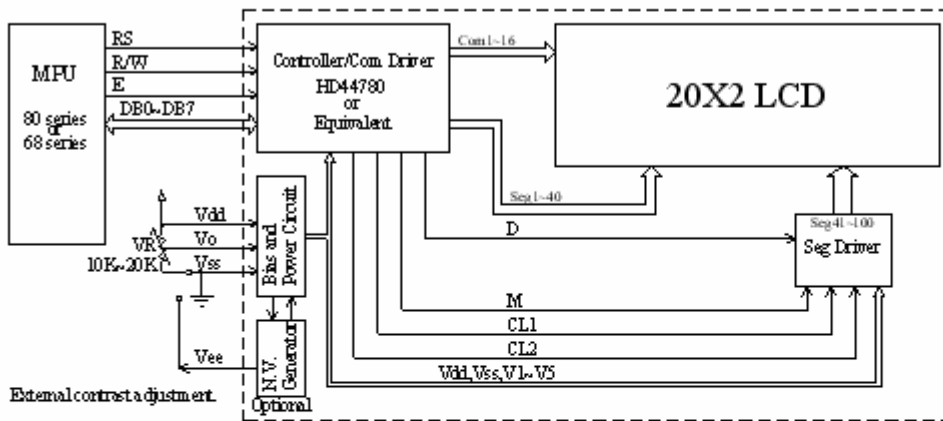 MPU
80 series
or
68 series
RS
R/W
E
DB0~DB7
Controller/Com Driver
HD44780
or
Equivalent
Com1~16
20X2 LCD
Seg1~40
D
Seg41~100
Seg Driver
Vdd
Vo
Vss
VR
10K~20K
Bias and
Power Circuit
M
CL1
CL2
Vdd,Vss,V1~V5
Vee
N.V.
Generator
Optional
External contrast adjustment.